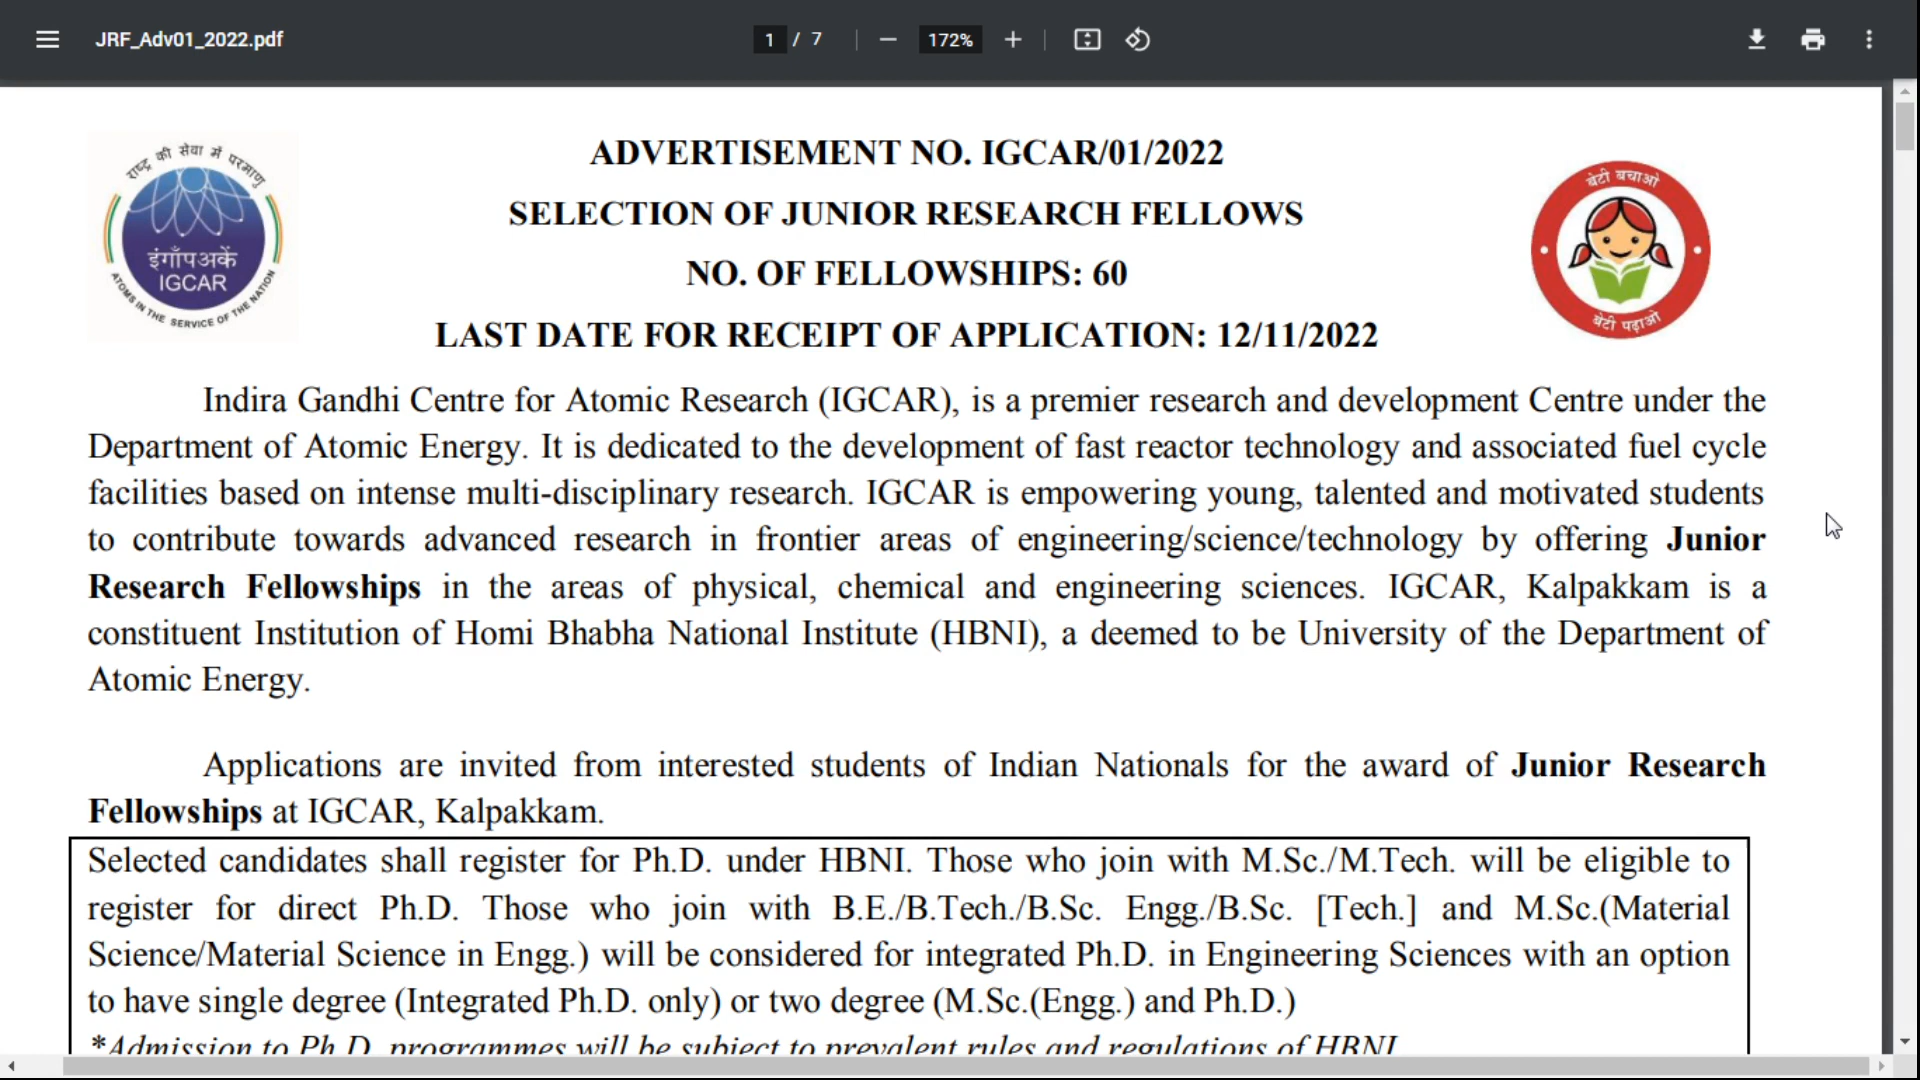 JRF_Adv01_2022.pdf
1 / 7
172%
राष्ट्र की सेवा में परमाणु
इंगाँपअकें
IGCAR
ATOMS IN THE SERVICE OF THE NATION
ADVERTISEMENT NO. IGCAR/01/2022
SELECTION OF JUNIOR RESEARCH FELLOWS
NO. OF FELLOWSHIPS: 60
LAST DATE FOR RECEIPT OF APPLICATION: 12/11/2022
बेटी बचाओ
बेटी पढ़ाओ
Indira Gandhi Centre for Atomic Research (IGCAR), is a premier research and development Centre under the
Department of Atomic Energy. It is dedicated to the development of fast reactor technology and associated fuel cycle
facilities based on intense multi-disciplinary research. IGCAR is empowering young, talented and motivated students
to contribute towards advanced research in frontier areas of engineering/science/technology by offering Junior
Research Fellowships in the areas of physical, chemical and engineering sciences. IGCAR, Kalpakkam is a
constituent Institution of Homi Bhabha National Institute (HBNI), a deemed to be University of the Department of
Atomic Energy.
Applications are invited from interested students of Indian Nationals for the award of Junior Research
Fellowships at IGCAR, Kalpakkam.
Selected candidates shall register for Ph.D. under HBNI. Those who join with M.Sc./M.Tech. will be eligible to
register for direct Ph.D. Those who join with B.E./B.Tech./B.Sc. Engg./B.Sc. [Tech.] and M.Sc.(Material
Science/Material Science in Engg.) will be considered for integrated Ph.D. in Engineering Sciences with an option
to have single degree (Integrated Ph.D. only) or two degree (M.Sc.(Engg.) and Ph.D.)
*Admission to Ph.D. programmes will be subject to prevalent rules and regulations of HBNI